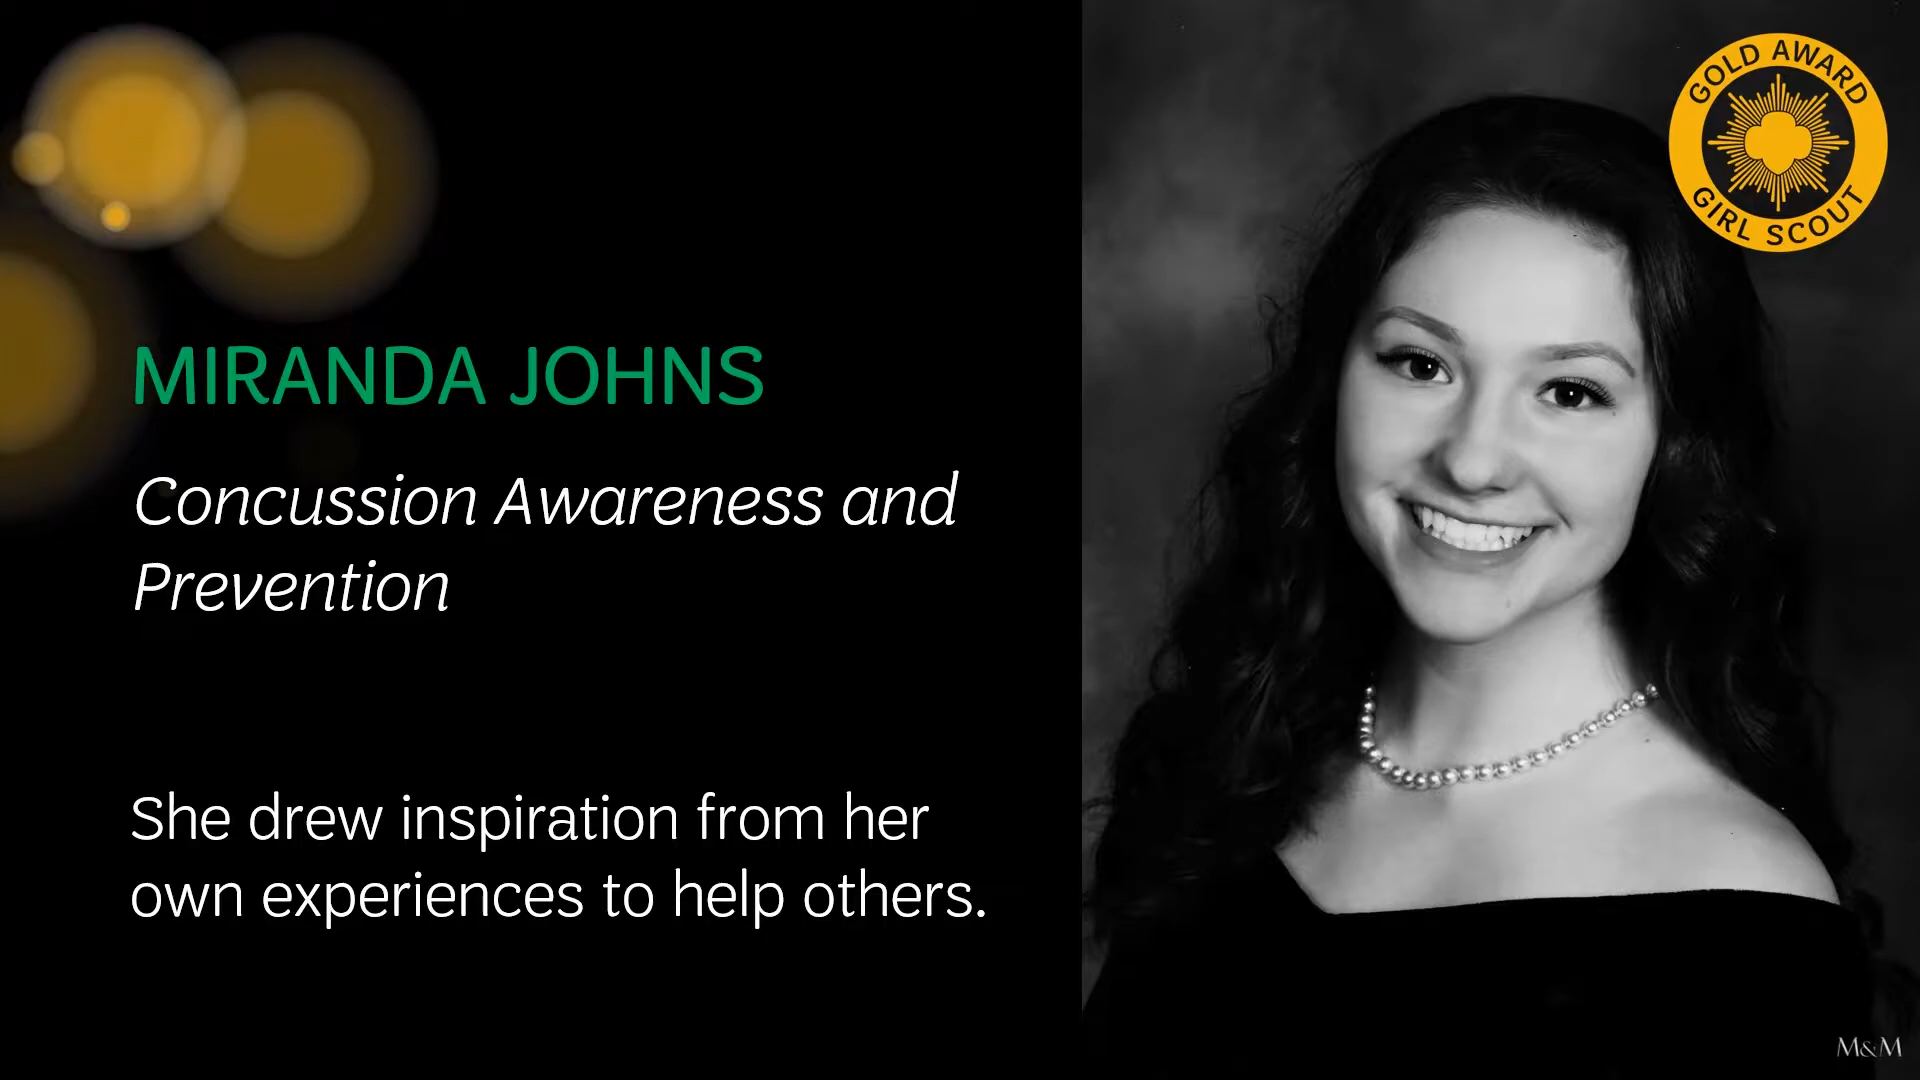 GOLD AWARD
GIRL SCOUT
MIRANDA JOHNS
Concussion Awareness and
Prevention
She drew inspiration from her
own experiences to help others.
M&M